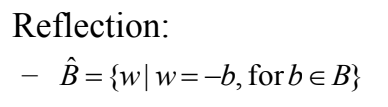 Reflection:
– B̂ = {w | w = −b, for b ∈ B}